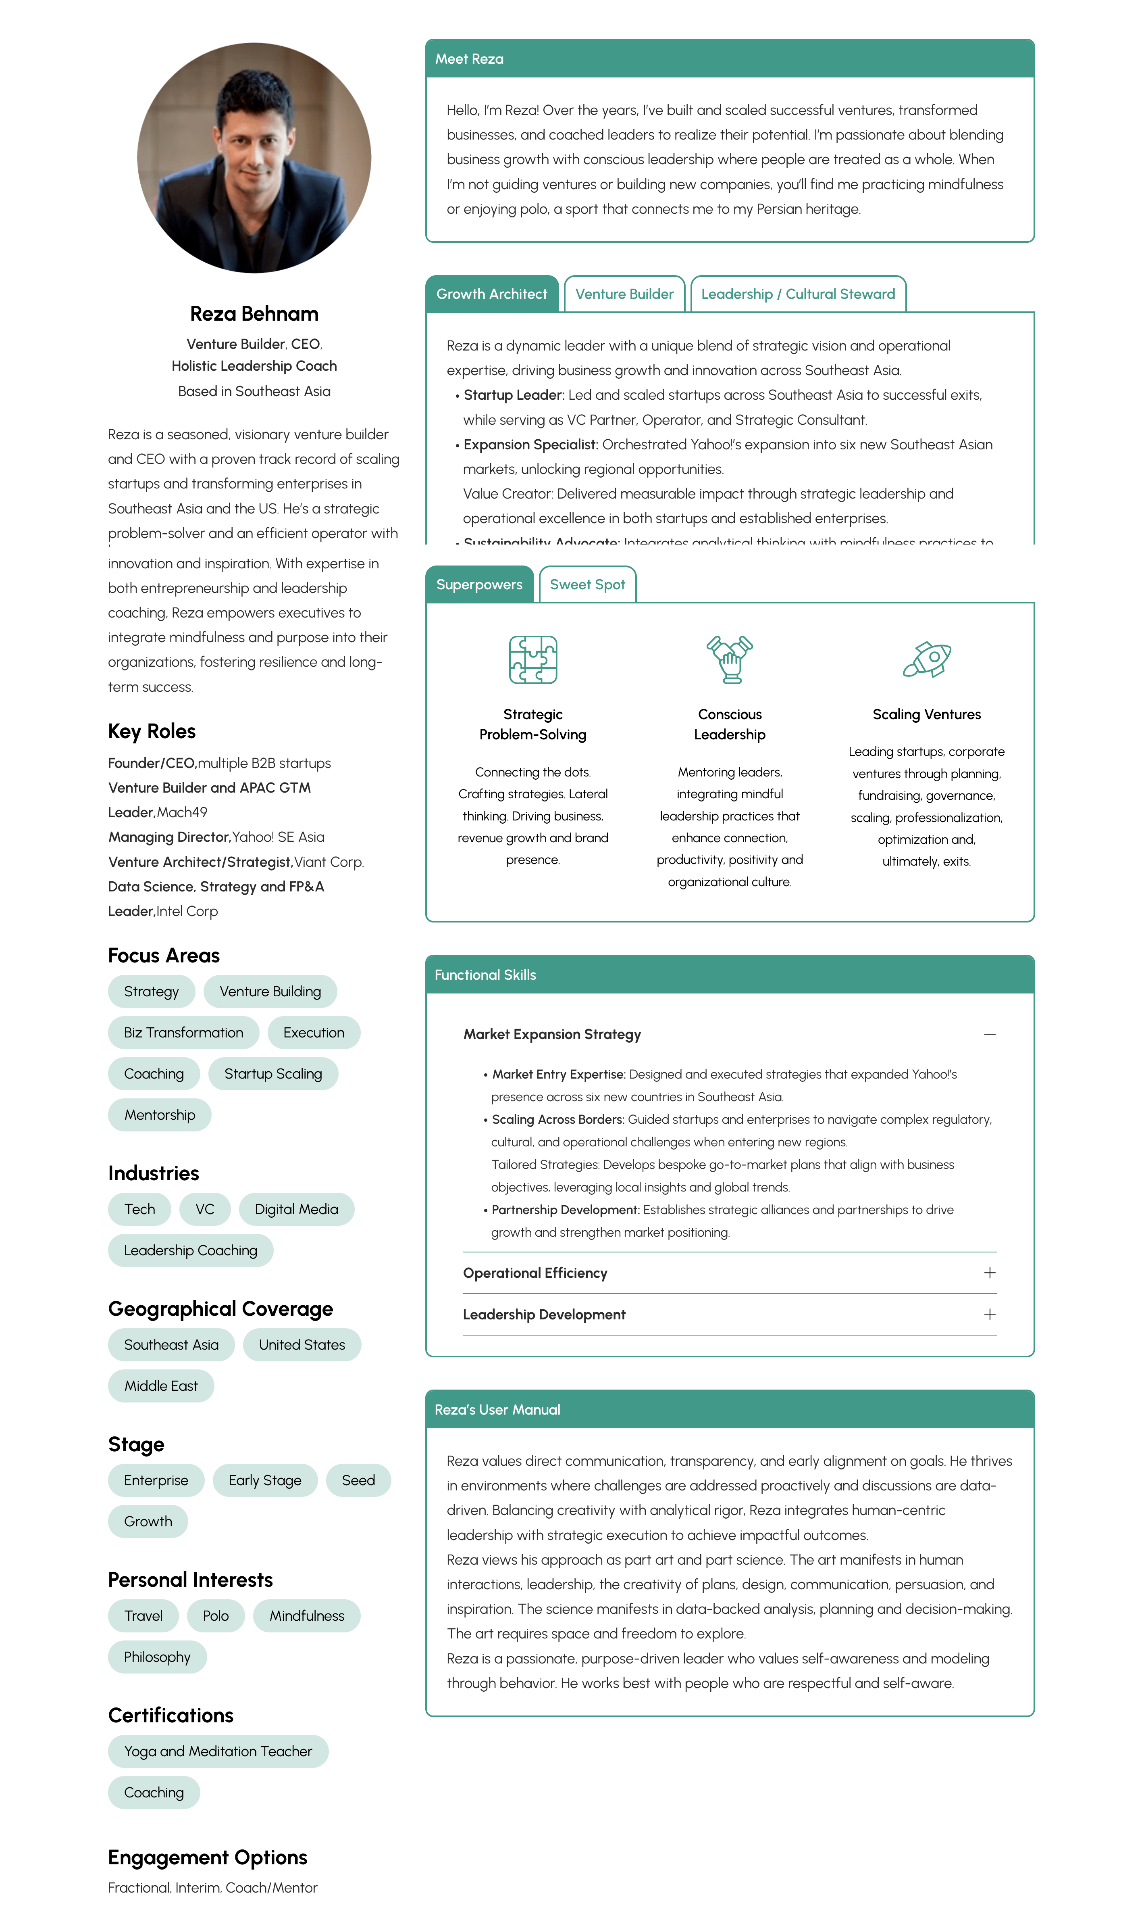 Reza Behnam
Venture Builder, CEO,
Holistic Leadership Coach
Based in Southeast Asia
Reza is a seasoned, visionary venture builder
and CEO with a proven track record of scaling
startups and transforming enterprises in
Southeast Asia and the US. He's a strategic
problem-solver and an efficient operator with
innovation and inspiration. With expertise in
both entrepreneurship and leadership
coaching, Reza empowers executives to
integrate mindfulness and purpose into their
organizations, fostering resilience and long-
term success.
Key Roles
Founder/CEO,multiple B2B startups
Venture Builder and APAC GTM
Leader,Mach49
Managing Director,Yahoo! SE Asia
Venture Architect/Strategist,Viant Corp.
Data Science, Strategy and FP&A
Leader,Intel Corp
Focus Areas
Strategy Venture Building
Biz Transformation Execution
Coaching Startup Scaling
Mentorship
Industries
Tech VC Digital Media
Leadership Coaching
Geographical Coverage
Southeast Asia United States
Middle East
Stage
Enterprise Early Stage Seed
Growth
Personal Interests
Travel Polo Mindfulness
Philosophy
Certifications
Yoga and Meditation Teacher
Coaching
Engagement Options
Fractional, Interim, Coach/Mentor
Meet Reza
Hello, I'm Reza! Over the years, I've built and scaled successful ventures, transformed
businesses, and coached leaders to realize their potential. I'm passionate about blending
business growth with conscious leadership where people are treated as a whole. When
I'm not guiding ventures or building new companies, you'll find me practicing mindfulness
or enjoying polo, a sport that connects me to my Persian heritage.
Growth Architect Venture Builder Leadership / Cultural Steward
Reza is a dynamic leader with a unique blend of strategic vision and operational
expertise, driving business growth and innovation across Southeast Asia.
• Startup Leader: Led and scaled startups across Southeast Asia to successful exits,
while serving as VC Partner, Operator, and Strategic Consultant.
• Expansion Specialist: Orchestrated Yahoo!'s expansion into six new Southeast Asian
markets, unlocking regional opportunities.
Value Creator: Delivered measurable impact through strategic leadership and
operational excellence in both startups and established enterprises.
• Sustainability Advocate: Integrates analytical thinking with mindfulness practices to
Superpowers Sweet Spot
Strategic
Problem-Solving
Connecting the dots.
Crafting strategies. Lateral
thinking. Driving business,
revenue growth and brand
presence.
Conscious
Leadership
Mentoring leaders,
integrating mindful
leadership practices that
enhance connection,
productivity, positivity and
organizational culture.
Scaling Ventures
Leading startups, corporate
ventures through planning,
fundraising, governance,
scaling, professionalization,
optimization and,
ultimately, exits.
Functional Skills
Market Expansion Strategy
• Market Entry Expertise: Designed and executed strategies that expanded Yahoo!'s
presence across six new countries in Southeast Asia.
• Scaling Across Borders: Guided startups and enterprises to navigate complex regulatory,
cultural, and operational challenges when entering new regions.
Tailored Strategies: Develops bespoke go-to-market plans that align with business
objectives, leveraging local insights and global trends.
• Partnership Development: Establishes strategic alliances and partnerships to drive
growth and strengthen market positioning.
Operational Efficiency
Leadership Development
Reza's User Manual
Reza values direct communication, transparency, and early alignment on goals. He thrives
in environments where challenges are addressed proactively and discussions are data-
driven. Balancing creativity with analytical rigor, Reza integrates human-centric
leadership with strategic execution to achieve impactful outcomes.
Reza views his approach as part art and part science. The art manifests in human
interactions, leadership, the creativity of plans, design, communication, persuasion, and
inspiration. The science manifests in data-backed analysis, planning and decision-making.
The art requires space and freedom to explore.
Reza is a passionate, purpose-driven leader who values self-awareness and modeling
through behavior. He works best with people who are respectful and self-aware.